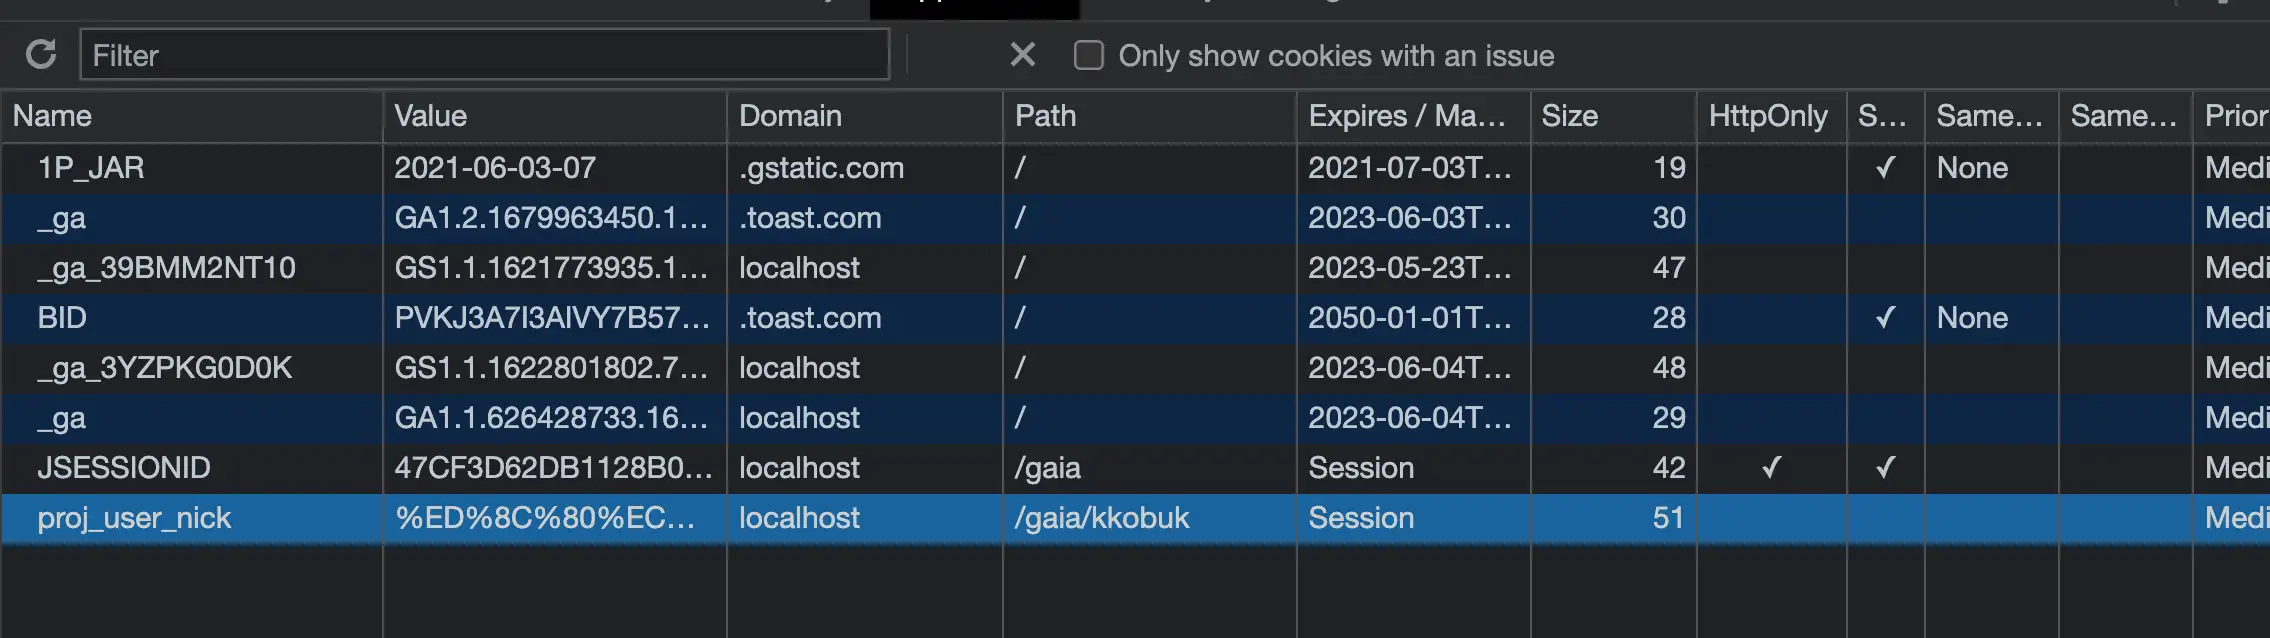 Filter Only show cookies with an issue
Name Value Domain Path Expires / Ma... Size HttpOnly S... Same... Same... Prior
1P_JAR 2021-06-03-07 .gstatic.com / 2021-07-03T... 19 ✓ None Medi
_ga GA1.2.1679963450.1... .toast.com / 2023-06-03T... 30 Medi
_ga_39BMM2NT10 GS1.1.1621773935.1... localhost / 2023-05-23T... 47 Medi
BID PVKJ3A7I3AIVY7B57... .toast.com / 2050-01-01T... 28 ✓ None Medi
_ga_3YZPKG0D0K GS1.1.1622801802.7... localhost / 2023-06-04T... 48 Medi
_ga GA1.1.626428733.16... localhost / 2023-06-04T... 29 Medi
JSESSIONID 47CF3D62DB1128B0... localhost /gaia Session 42 ✓ ✓ Medi
proj_user_nick %ED%8C%80%EC... localhost /gaia/kkobuk Session 51 Medi